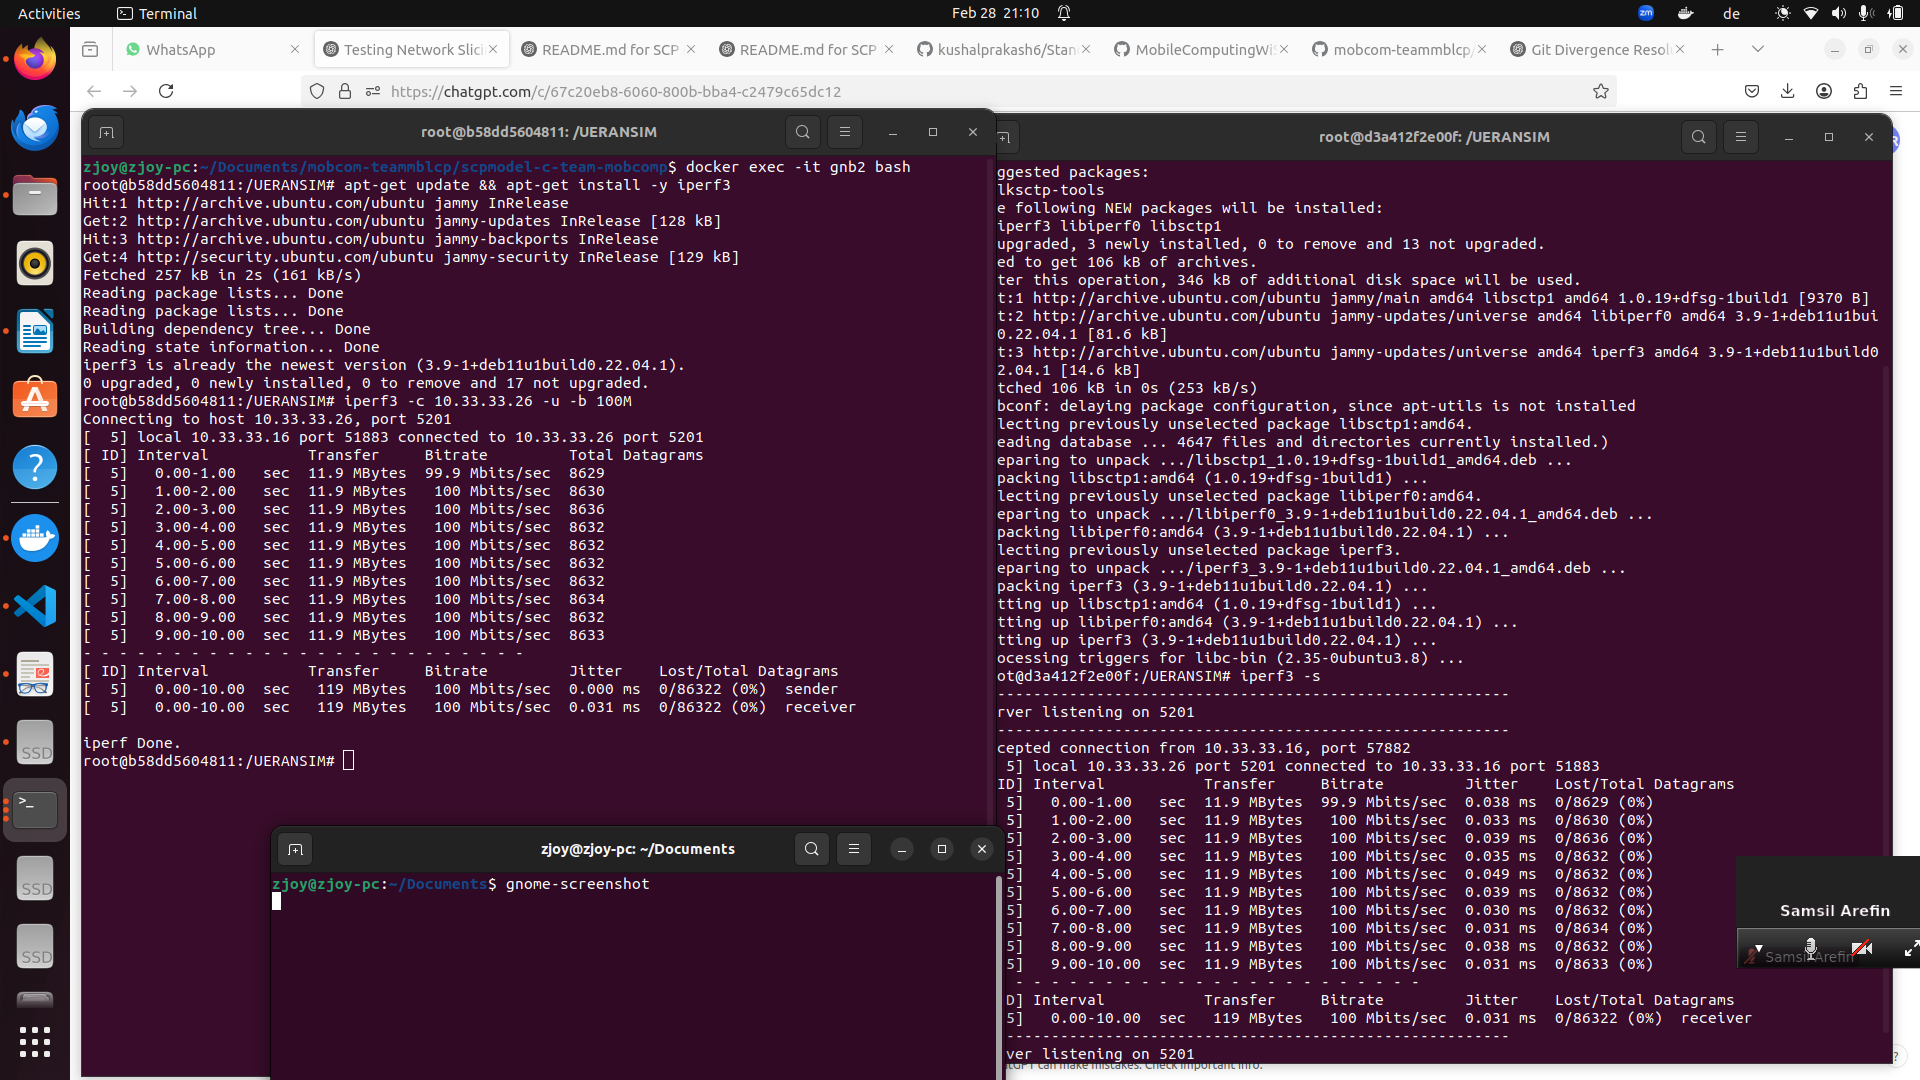 Activities
Terminal
Feb 28 21:10
zm
de
WhatsApp
Testing Network Slici
README.md for SCP
README.md for SCP
kushalprakash6/Stan
MobileComputingWiS
mobcom-teammblcp/
Git Divergence Resol
https://chatgpt.com/c/67c20eb8-6060-800b-bba4-c2479c65dc12
root@b58dd5604811: /UERANSIM
zjoy@zjoy-pc:~/Documents/mobcom-teammblcp/scpmodel-c-team-mobcomp$ docker exec -it gnb2 bash
root@b58dd5604811:/UERANSIM# apt-get update && apt-get install -y iperf3
Hit:1 http://archive.ubuntu.com/ubuntu jammy InRelease
Get:2 http://archive.ubuntu.com/ubuntu jammy-updates InRelease [128 kB]
Hit:3 http://archive.ubuntu.com/ubuntu jammy-backports InRelease
Get:4 http://security.ubuntu.com/ubuntu jammy-security InRelease [129 kB]
Fetched 257 kB in 2s (161 kB/s)
Reading package lists... Done
Reading package lists... Done
Building dependency tree... Done
Reading state information... Done
iperf3 is already the newest version (3.9-1+deb11u1build0.22.04.1).
0 upgraded, 0 newly installed, 0 to remove and 17 not upgraded.
root@b58dd5604811:/UERANSIM# iperf3 -c 10.33.33.26 -u -b 100M
Connecting to host 10.33.33.26, port 5201
[  5] local 10.33.33.16 port 51883 connected to 10.33.33.26 port 5201
[ ID] Interval           Transfer     Bitrate         Total Datagrams
[  5]   0.00-1.00   sec  11.9 MBytes  99.9 Mbits/sec  8629
[  5]   1.00-2.00   sec  11.9 MBytes   100 Mbits/sec  8630
[  5]   2.00-3.00   sec  11.9 MBytes   100 Mbits/sec  8636
[  5]   3.00-4.00   sec  11.9 MBytes   100 Mbits/sec  8632
[  5]   4.00-5.00   sec  11.9 MBytes   100 Mbits/sec  8632
[  5]   5.00-6.00   sec  11.9 MBytes   100 Mbits/sec  8632
[  5]   6.00-7.00   sec  11.9 MBytes   100 Mbits/sec  8632
[  5]   7.00-8.00   sec  11.9 MBytes   100 Mbits/sec  8634
[  5]   8.00-9.00   sec  11.9 MBytes   100 Mbits/sec  8632
[  5]   9.00-10.00  sec  11.9 MBytes   100 Mbits/sec  8633
- - - - - - - - - - - - - - - - - - - - - - - - -
[ ID] Interval           Transfer     Bitrate         Jitter    Lost/Total Datagrams
[  5]   0.00-10.00  sec   119 MBytes   100 Mbits/sec  0.000 ms  0/86322 (0%)  sender
[  5]   0.00-10.00  sec   119 MBytes   100 Mbits/sec  0.031 ms  0/86322 (0%)  receiver
iperf Done.
root@b58dd5604811:/UERANSIM#
zjoy@zjoy-pc: ~/Documents
zjoy@zjoy-pc:~/Documents$ gnome-screenshot
root@d3a412f2e00f: /UERANSIM
ggested packages:
lksctp-tools
e following NEW packages will be installed:
iperf3 libiperf0 libsctp1
upgraded, 3 newly installed, 0 to remove and 13 not upgraded.
ed to get 106 kB of archives.
ter this operation, 346 kB of additional disk space will be used.
t:1 http://archive.ubuntu.com/ubuntu jammy/main amd64 libsctp1 amd64 1.0.19+dfsg-1build1 [9370 B]
t:2 http://archive.ubuntu.com/ubuntu jammy-updates/universe amd64 libiperf0 amd64 3.9-1+deb11u1bui
0.22.04.1 [81.6 kB]
t:3 http://archive.ubuntu.com/ubuntu jammy-updates/universe amd64 iperf3 amd64 3.9-1+deb11u1build0
2.04.1 [14.6 kB]
tched 106 kB in 0s (253 kB/s)
bconf: delaying package configuration, since apt-utils is not installed
lecting previously unselected package libsctp1:amd64.
eading database ... 4647 files and directories currently installed.)
eparing to unpack .../libsctp1_1.0.19+dfsg-1build1_amd64.deb ...
packing libsctp1:amd64 (1.0.19+dfsg-1build1) ...
lecting previously unselected package libiperf0:amd64.
eparing to unpack .../libiperf0_3.9-1+deb11u1build0.22.04.1_amd64.deb ...
packing libiperf0:amd64 (3.9-1+deb11u1build0.22.04.1) ...
lecting previously unselected package iperf3.
eparing to unpack .../iperf3_3.9-1+deb11u1build0.22.04.1_amd64.deb ...
packing iperf3 (3.9-1+deb11u1build0.22.04.1) ...
tting up libsctp1:amd64 (1.0.19+dfsg-1build1) ...
tting up libiperf0:amd64 (3.9-1+deb11u1build0.22.04.1) ...
tting up iperf3 (3.9-1+deb11u1build0.22.04.1) ...
ocessing triggers for libc-bin (2.35-0ubuntu3.8) ...
ot@d3a412f2e00f:/UERANSIM# iperf3 -s
---------------------------------------------------------
rver listening on 5201
---------------------------------------------------------
cepted connection from 10.33.33.16, port 57882
 5] local 10.33.33.26 port 5201 connected to 10.33.33.16 port 51883
ID] Interval           Transfer     Bitrate         Jitter    Lost/Total Datagrams
 5]   0.00-1.00   sec  11.9 MBytes  99.9 Mbits/sec  0.038 ms  0/8629 (0%)
 5]   1.00-2.00   sec  11.9 MBytes   100 Mbits/sec  0.033 ms  0/8630 (0%)
 5]   2.00-3.00   sec  11.9 MBytes   100 Mbits/sec  0.039 ms  0/8636 (0%)
 5]   3.00-4.00   sec  11.9 MBytes   100 Mbits/sec  0.035 ms  0/8632 (0%)
 5]   4.00-5.00   sec  11.9 MBytes   100 Mbits/sec  0.049 ms  0/8632 (0%)
 5]   5.00-6.00   sec  11.9 MBytes   100 Mbits/sec  0.039 ms  0/8632 (0%)
 5]   6.00-7.00   sec  11.9 MBytes   100 Mbits/sec  0.030 ms  0/8632 (0%)
 5]   7.00-8.00   sec  11.9 MBytes   100 Mbits/sec  0.031 ms  0/8634 (0%)
 5]   8.00-9.00   sec  11.9 MBytes   100 Mbits/sec  0.038 ms  0/8632 (0%)
 5]   9.00-10.00  sec  11.9 MBytes   100 Mbits/sec  0.031 ms  0/8633 (0%)
- - - - - - - - - - - - - - - - - - - - - - -
D] Interval           Transfer     Bitrate         Jitter    Lost/Total Datagrams
5]   0.00-10.00  sec   119 MBytes   100 Mbits/sec  0.031 ms  0/86322 (0%)  receiver
---------------------------------------------------------
ver listening on 5201
tGPT can make mistakes. Check important info.
?
Samsil Arefin
Samsil Arefin
SSD
SSD
SSD